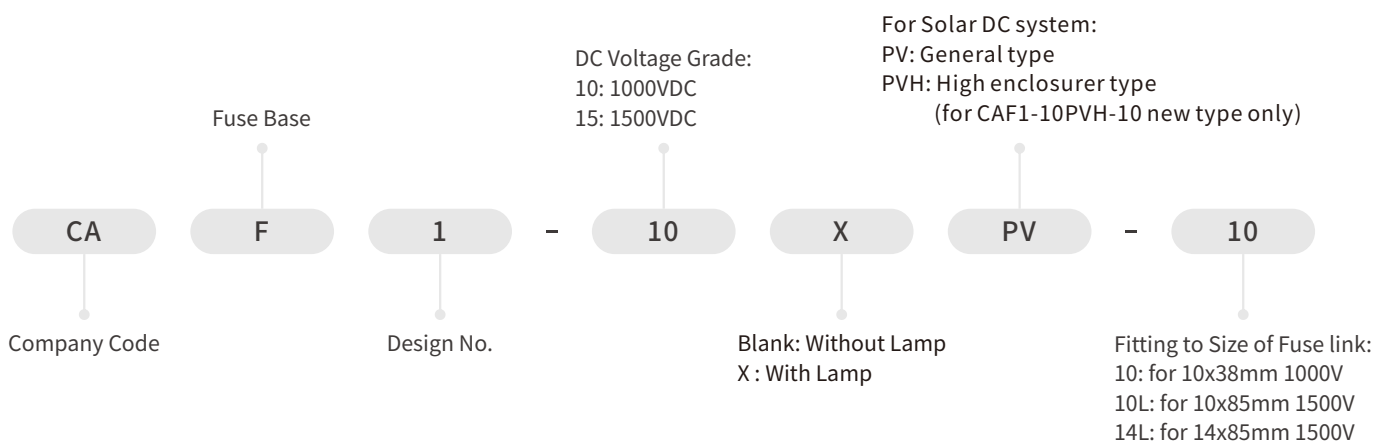 For Solar DC system:
PV: General type
PVH: High enclosurer type
(for CAF1-10PVH-10 new type only)
DC Voltage Grade:
10: 1000VDC
15: 1500VDC
Fuse Base
CA F 1 - 10 X PV - 10
Company Code
Design No.
Blank: Without Lamp
X : With Lamp
Fitting to Size of Fuse link:
10: for 10x38mm 1000V
10L: for 10x85mm 1500V
14L: for 14x85mm 1500V